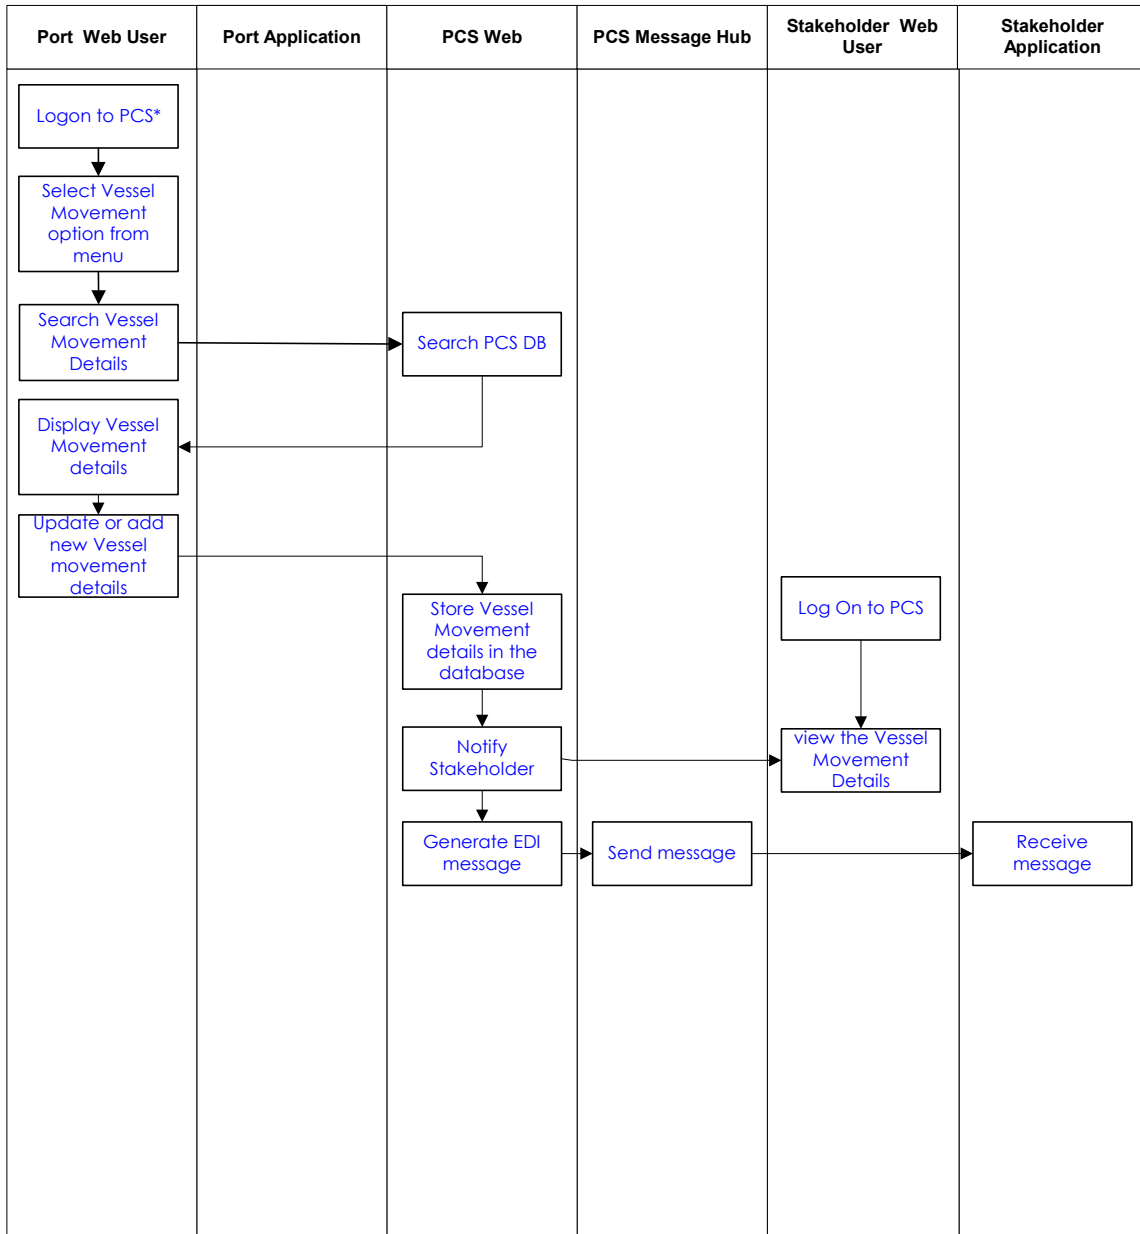 Port Web User
Port Application
PCS Web
PCS Message Hub
Stakeholder Web
User
Stakeholder
Application
Logon to PCS*
Select Vessel
Movement
option from
menu
Search Vessel
Movement
Details
Search PCS DB
Display Vessel
Movement
details
Update or add
new Vessel
movement
details
Store Vessel
Movement
details in the
database
Log On to PCS
Notify
Stakeholder
view the Vessel
Movement
Details
Generate EDI
message
Send message
Receive
message